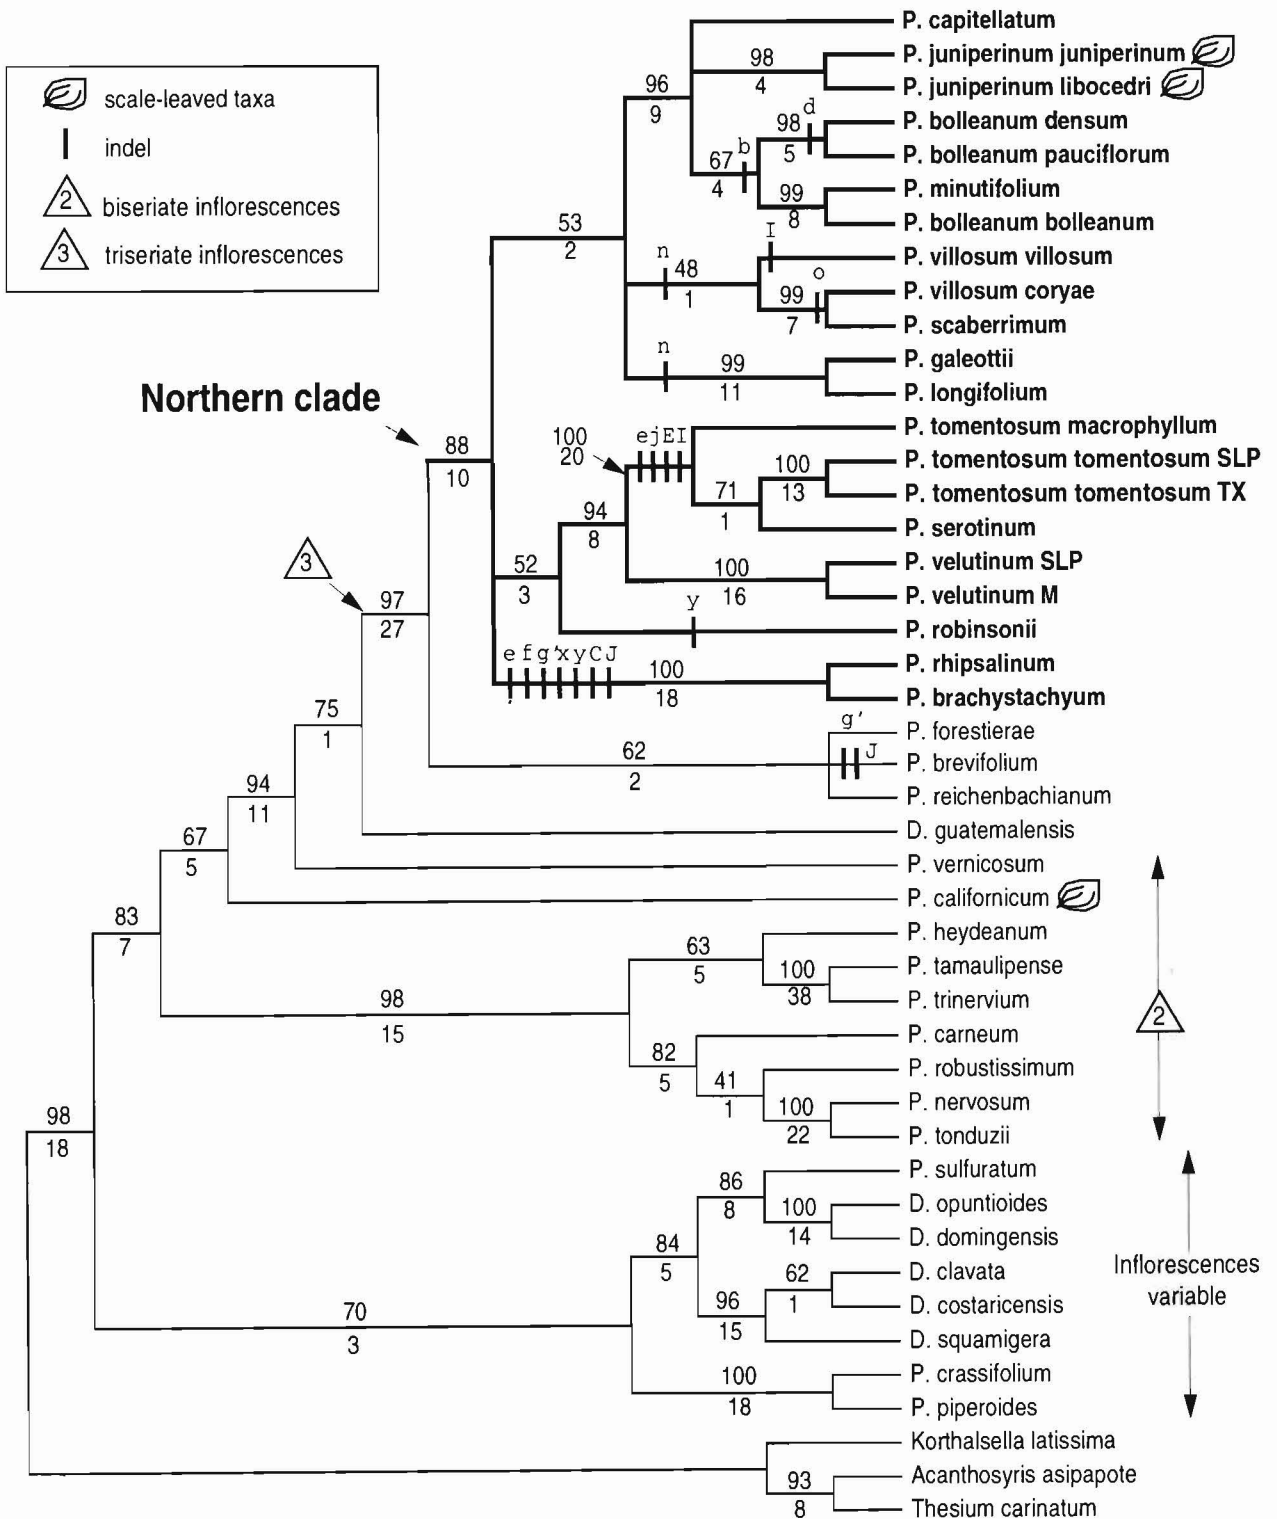 P. capitellatum
98
P. juniperinum juniperinum
4
P. juniperinum libocedri
96
9
d
98
P. bolleanum densum
5
P. bolleanum pauciflorum
b
67
4
99
P. minutifolium
8
P. bolleanum bolleanum
scale-leaved taxa
indel
2
biseriate inflorescences
3
triseriate inflorescences
53
2
I
P. villosum villosum
n
48
1
o
99
P. villosum coryae
7
P. scaberrimum
n
99
P. galeottii
11
P. longifolium
Northern clade
88
10
100
20
e j E I
P. tomentosum macrophyllum
100
P. tomentosum tomentosum SLP
13
P. tomentosum tomentosum TX
71
1
P. serotinum
94
8
52
3
100
P. velutinum SLP
16
P. velutinum M
y
P. robinsonii
3
97
27
e f g' x y C J
100
P. rhipsalinum
18
P. brachystachyum
75
1
g'
P. forestierae
62
J
P. brevifolium
2
P. reichenbachianum
94
11
D. guatemalensis
67
5
P. vernicosum
P. californicum
83
7
63
P. heydeanum
5
100
P. tamaulipense
38
P. trinervium
98
15
2
P. carneum
82
5
41
1
P. robustissimum
100
P. nervosum
22
P. tonduzii
98
18
P. sulfuratum
86
8
100
D. opuntioides
14
D. domingensis
84
5
62
D. clavata
1
D. costaricensis
96
15
D. squamigera
Inflorescences
variable
70
3
100
P. crassifolium
18
P. piperoides
Korthalsella latissima
93
Acanthosyris asipapote
8
Thesium carinatum